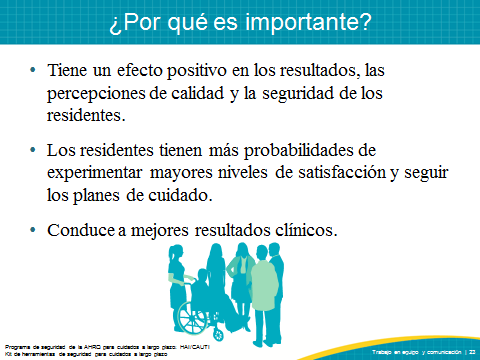 ¿Por qué es importante?
• Tiene un efecto positivo en los resultados, las
percepciones de calidad y la seguridad de los
residentes.
• Los residentes tienen más probabilidades de
experimentar mayores niveles de satisfacción y seguir
los planes de cuidado.
• Conduce a mejores resultados clínicos.
Programa de seguridad de la AHRQ para cuidados a largo plazo: HAI/CAUTI
Kit de herramientas de seguridad para cuidados a largo plazo
Trabajo en equipo y comunicación | 23